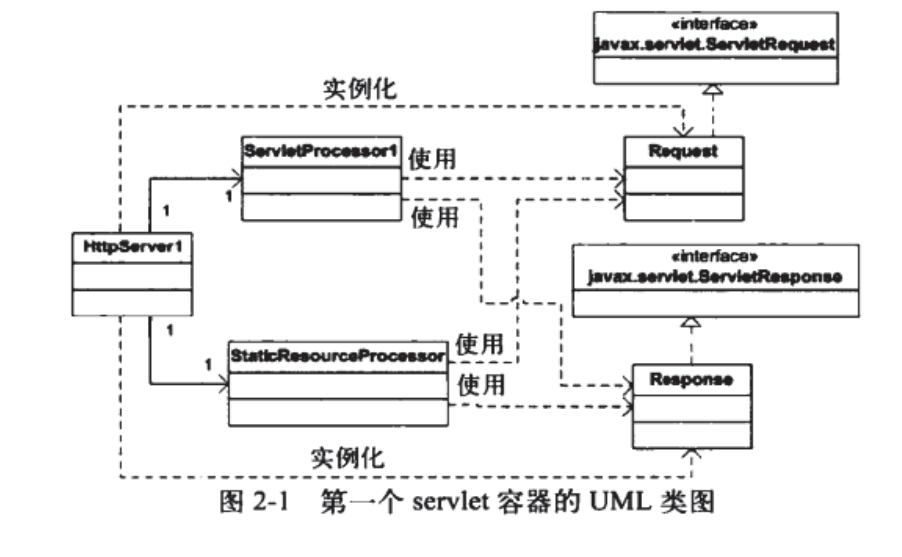 «interface»
javax.servlet.ServletRequest
实例化
ServletProcessor1
使用
Request
1
1
使用
HttpServer1
«interface»
javax.servlet.ServletResponse
1
使用
1
StaticResourceProcessor
使用
Response
实例化
图 2-1 第一个 servlet 容器的 UML 类图